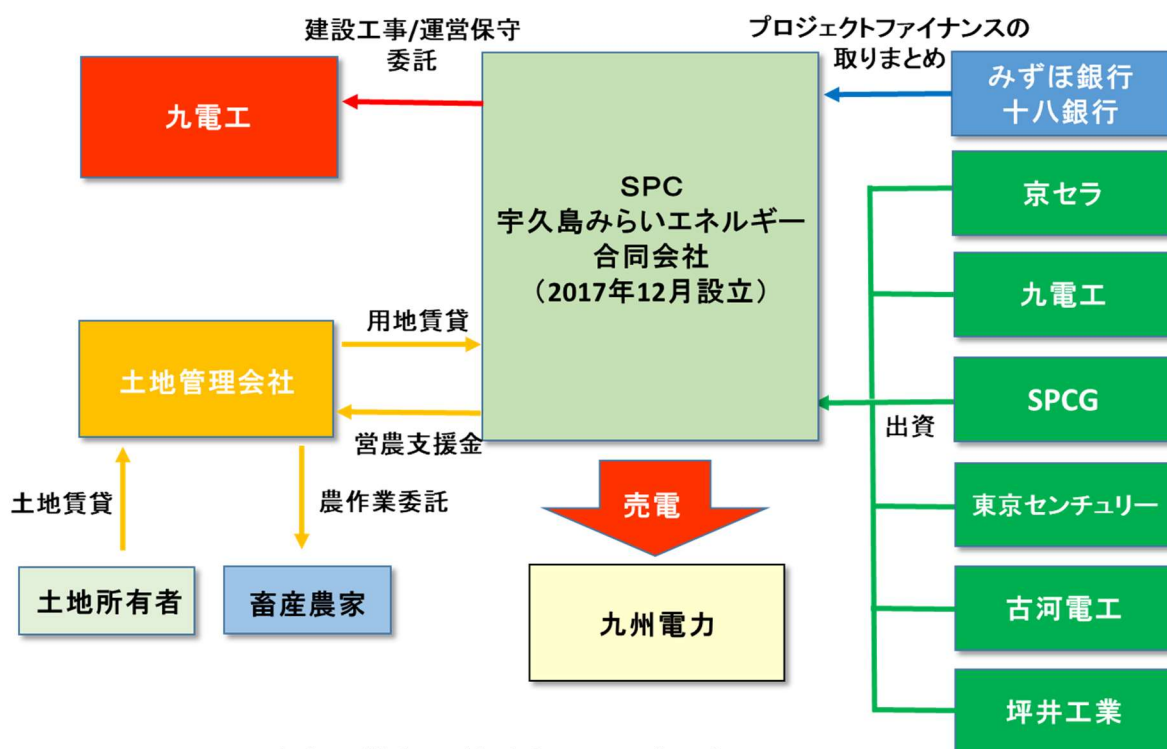 建設工事/運営保守
委託
プロジェクトファイナンスの
取りまとめ
みずほ銀行
十八銀行
九電工
SPC
宇久島みらいエネルギー
合同会社
（2017年12月設立）
京セラ
九電工
SPCG
出資
東京センチュリー
古河電工
坪井工業
用地賃貸
土地管理会社
営農支援金
土地賃貸
農作業委託
土地所有者
畜産農家
売電
九州電力